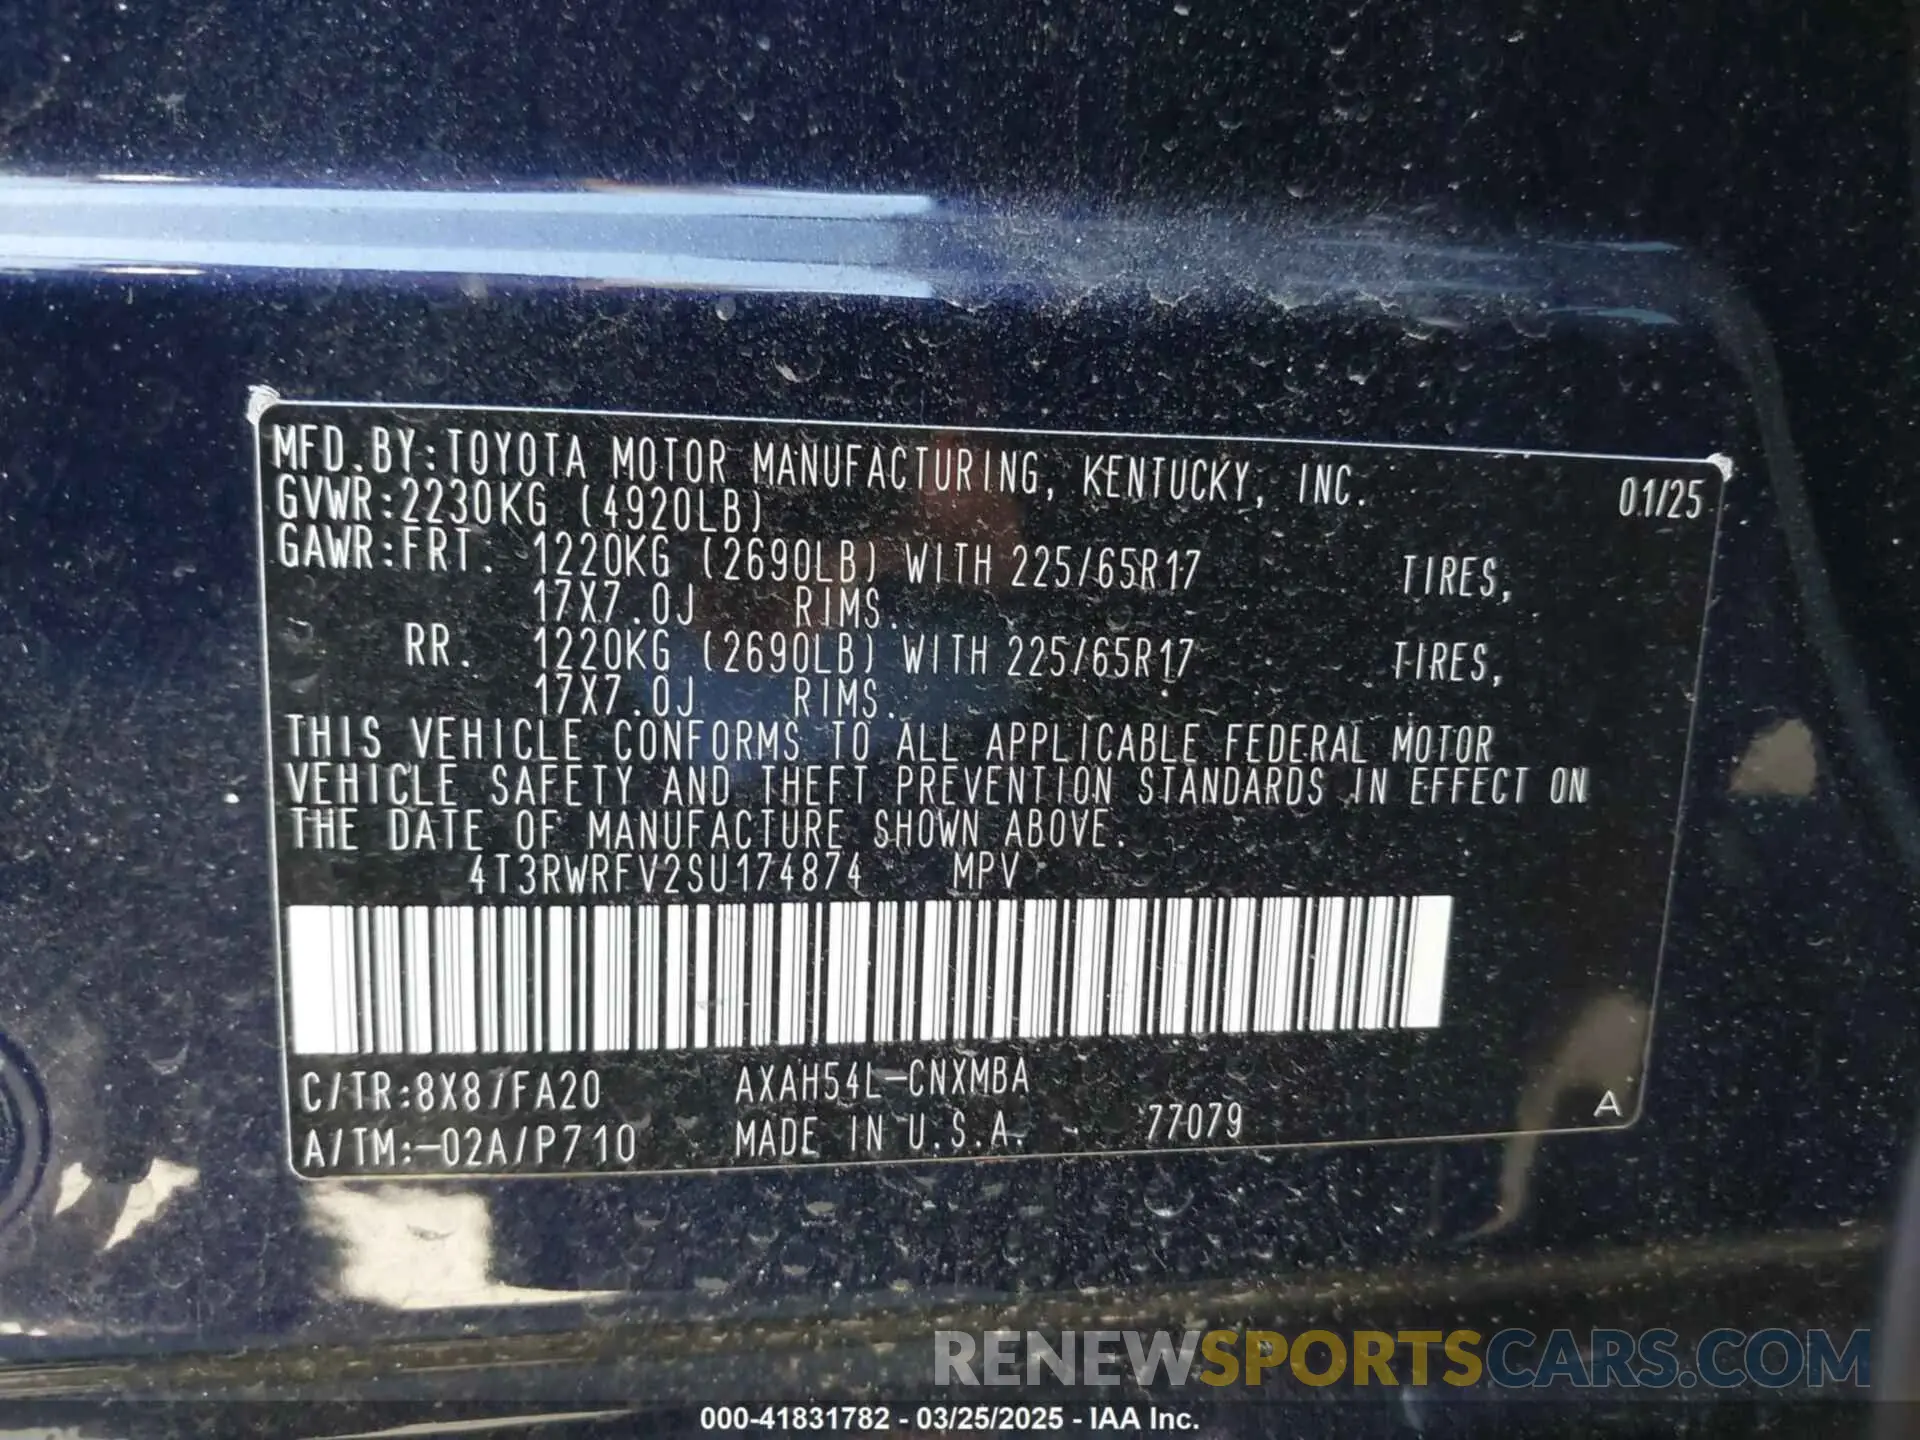 MFD.BY:TOYOTA MOTOR MANUFACTURING, KENTUCKY, INC. 01/25
GVWR:2230KG (4920LB)
GAWR:FRT. 1220KG (2690LB) WITH 225/65R17 TIRES,
17X7.0J RIMS.
RR. 1220KG (2690LB) WITH 225/65R17 TIRES,
17X7.0J RIMS.
THIS VEHICLE CONFORMS TO ALL APPLICABLE FEDERAL MOTOR
VEHICLE SAFETY AND THEFT PREVENTION STANDARDS IN EFFECT ON
THE DATE OF MANUFACTURE SHOWN ABOVE.
4T3RWRFV2SU174874 MPV
C/TR:8X8/FA20 AXAH54L-CNXMBA
A/TM:-02A/P710 MADE IN U.S.A. 77079 A
RENEWSPORTSCARS.COM
000-41831782 - 03/25/2025 - IAA Inc.